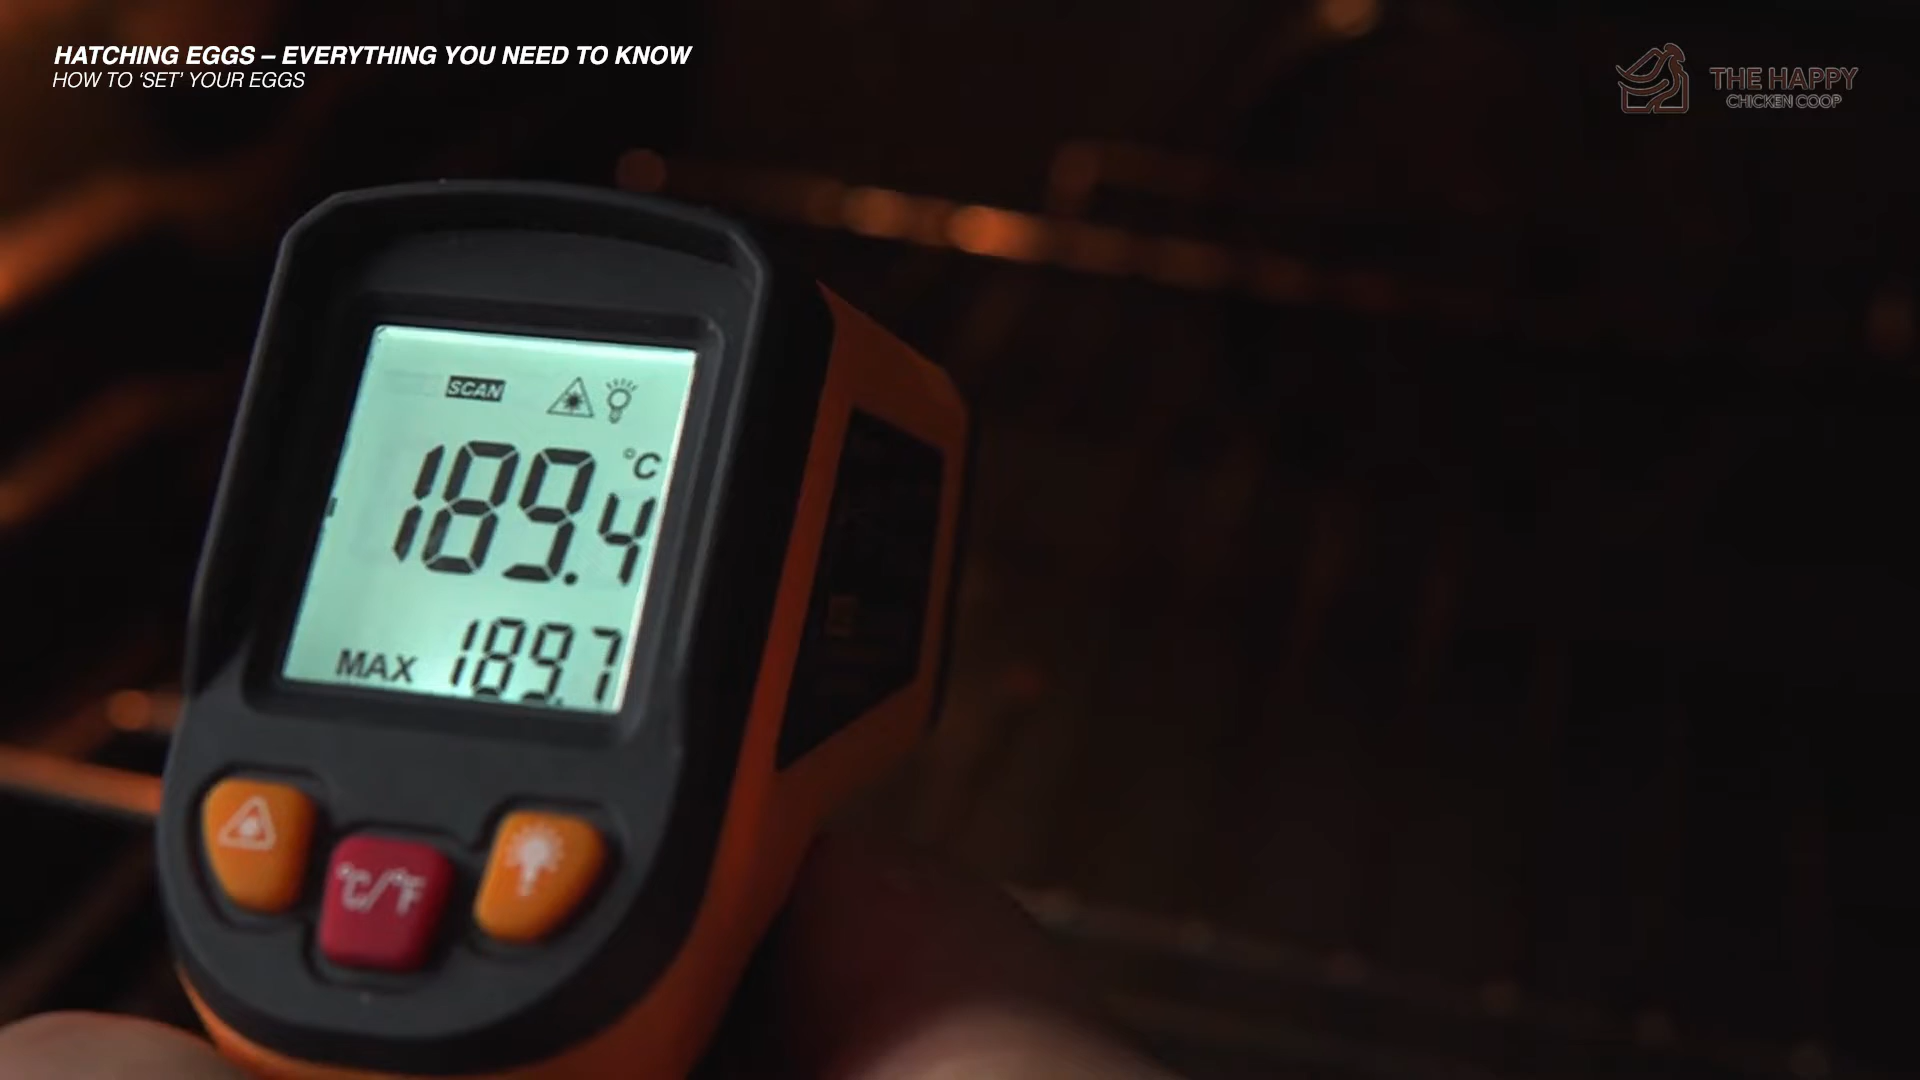 HATCHING EGGS – EVERYTHING YOU NEED TO KNOW
HOW TO ‘SET’ YOUR EGGS
THE HAPPY
CHICKEN COOP
SCAN
°C
189.4
MAX 189.7
°C/°F